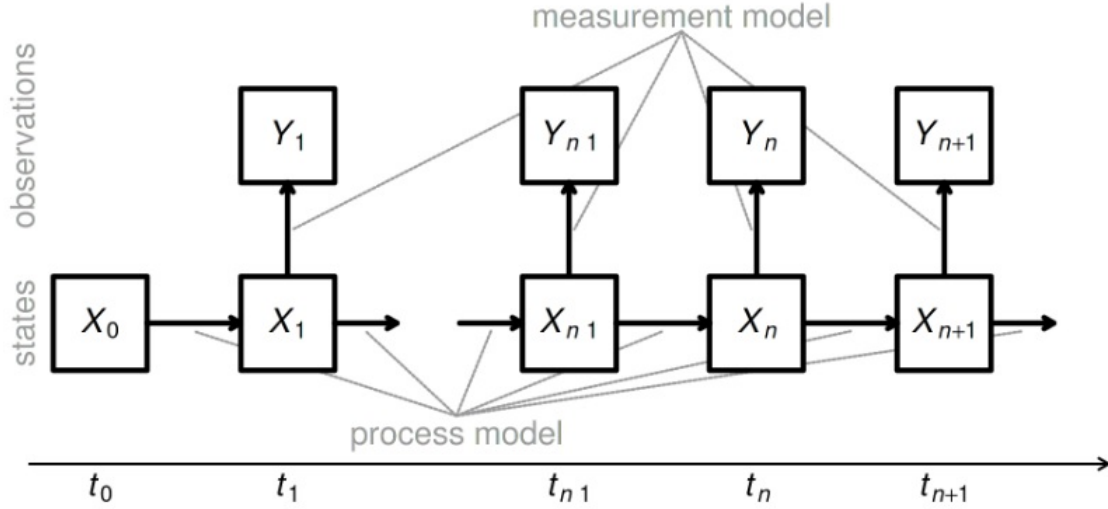 measurement model
observations
Y1 Yn 1 Yn Yn+1
states
X0 X1 Xn 1 Xn Xn+1
process model
t0 t1 tn 1 tn tn+1